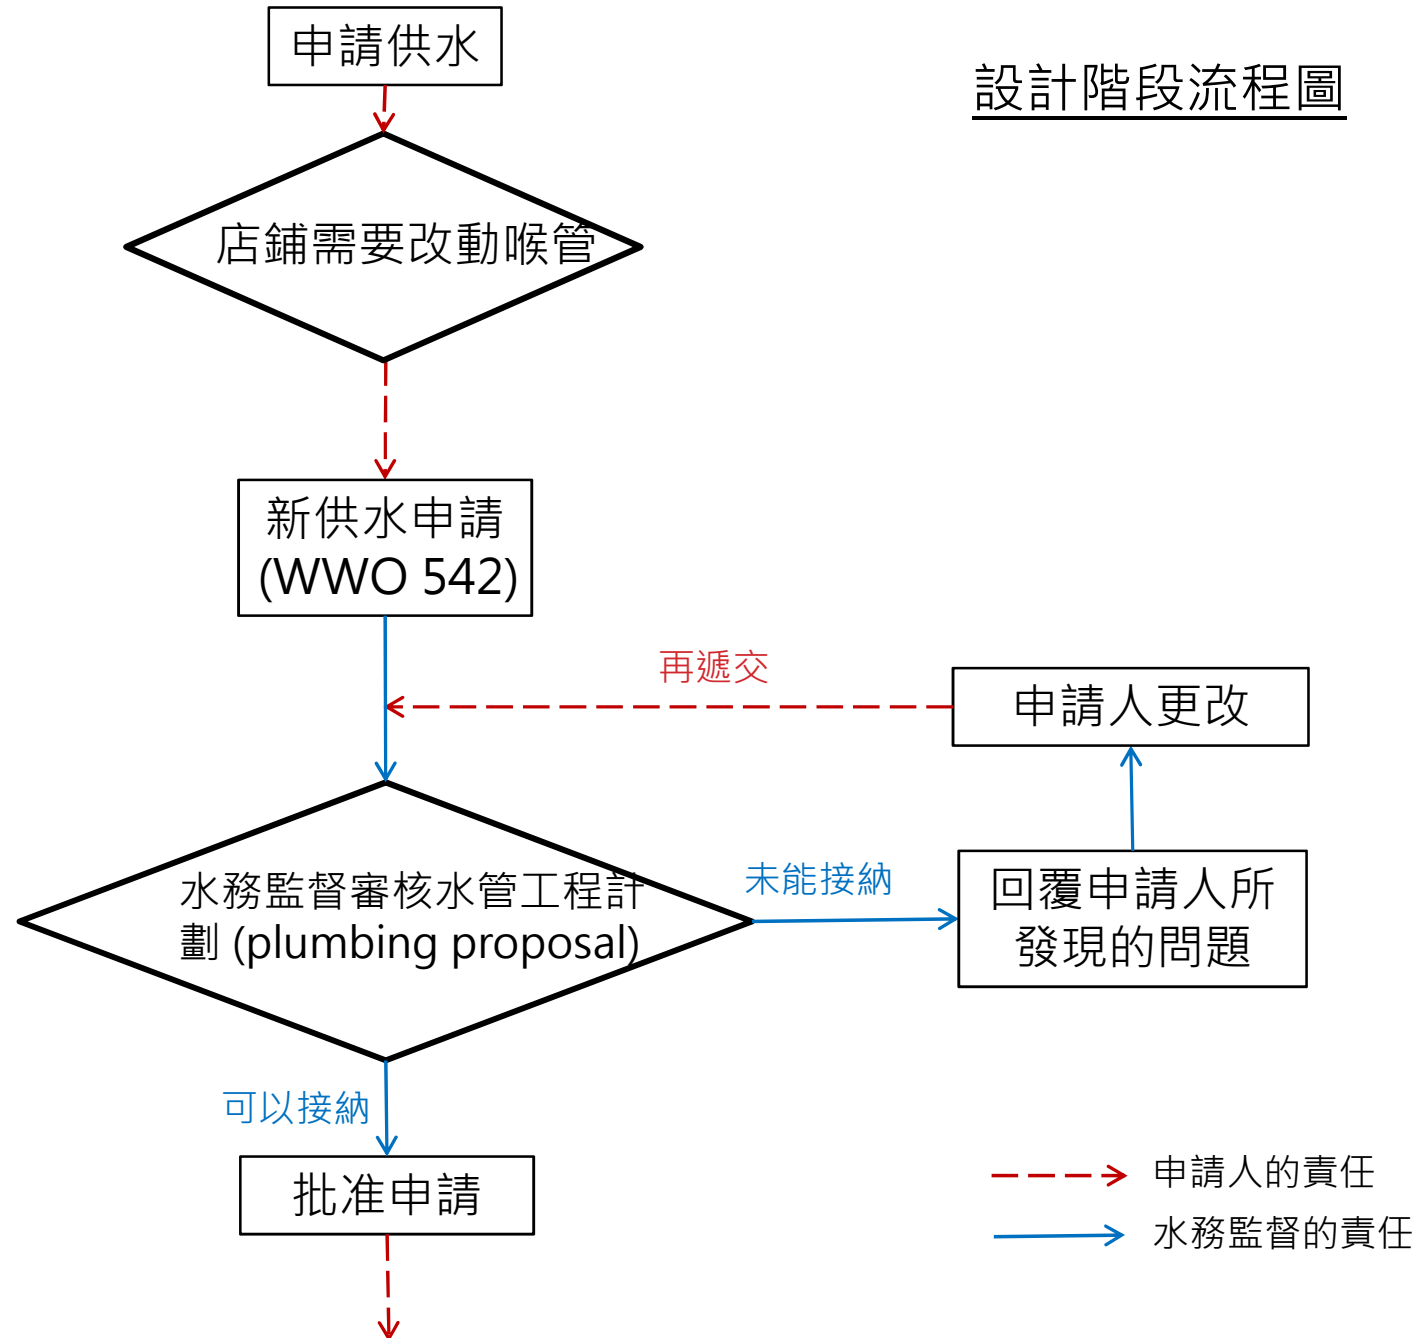 申請供水
設計階段流程圖
店鋪需要改動喉管
新供水申請
(WWO 542)
再遞交
申請人更改
水務監督審核水管工程計
劃 (plumbing proposal)
未能接納
回覆申請人所
發現的問題
可以接納
批准申請
申請人的責任
水務監督的責任